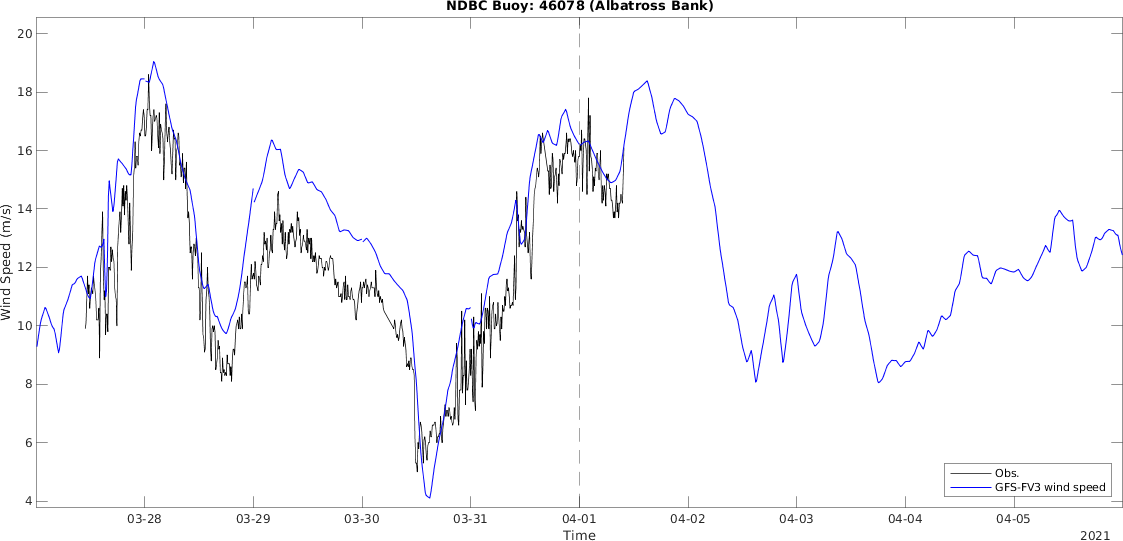 NDBC Buoy: 46078 (Albatross Bank)
20
18
16
14
12
10
8
6
4
Wind Speed (m/s)
Obs.
GFS-FV3 wind speed
03-28 03-29 03-30 03-31 04-01 04-02 04-03 04-04 04-05
Time
2021